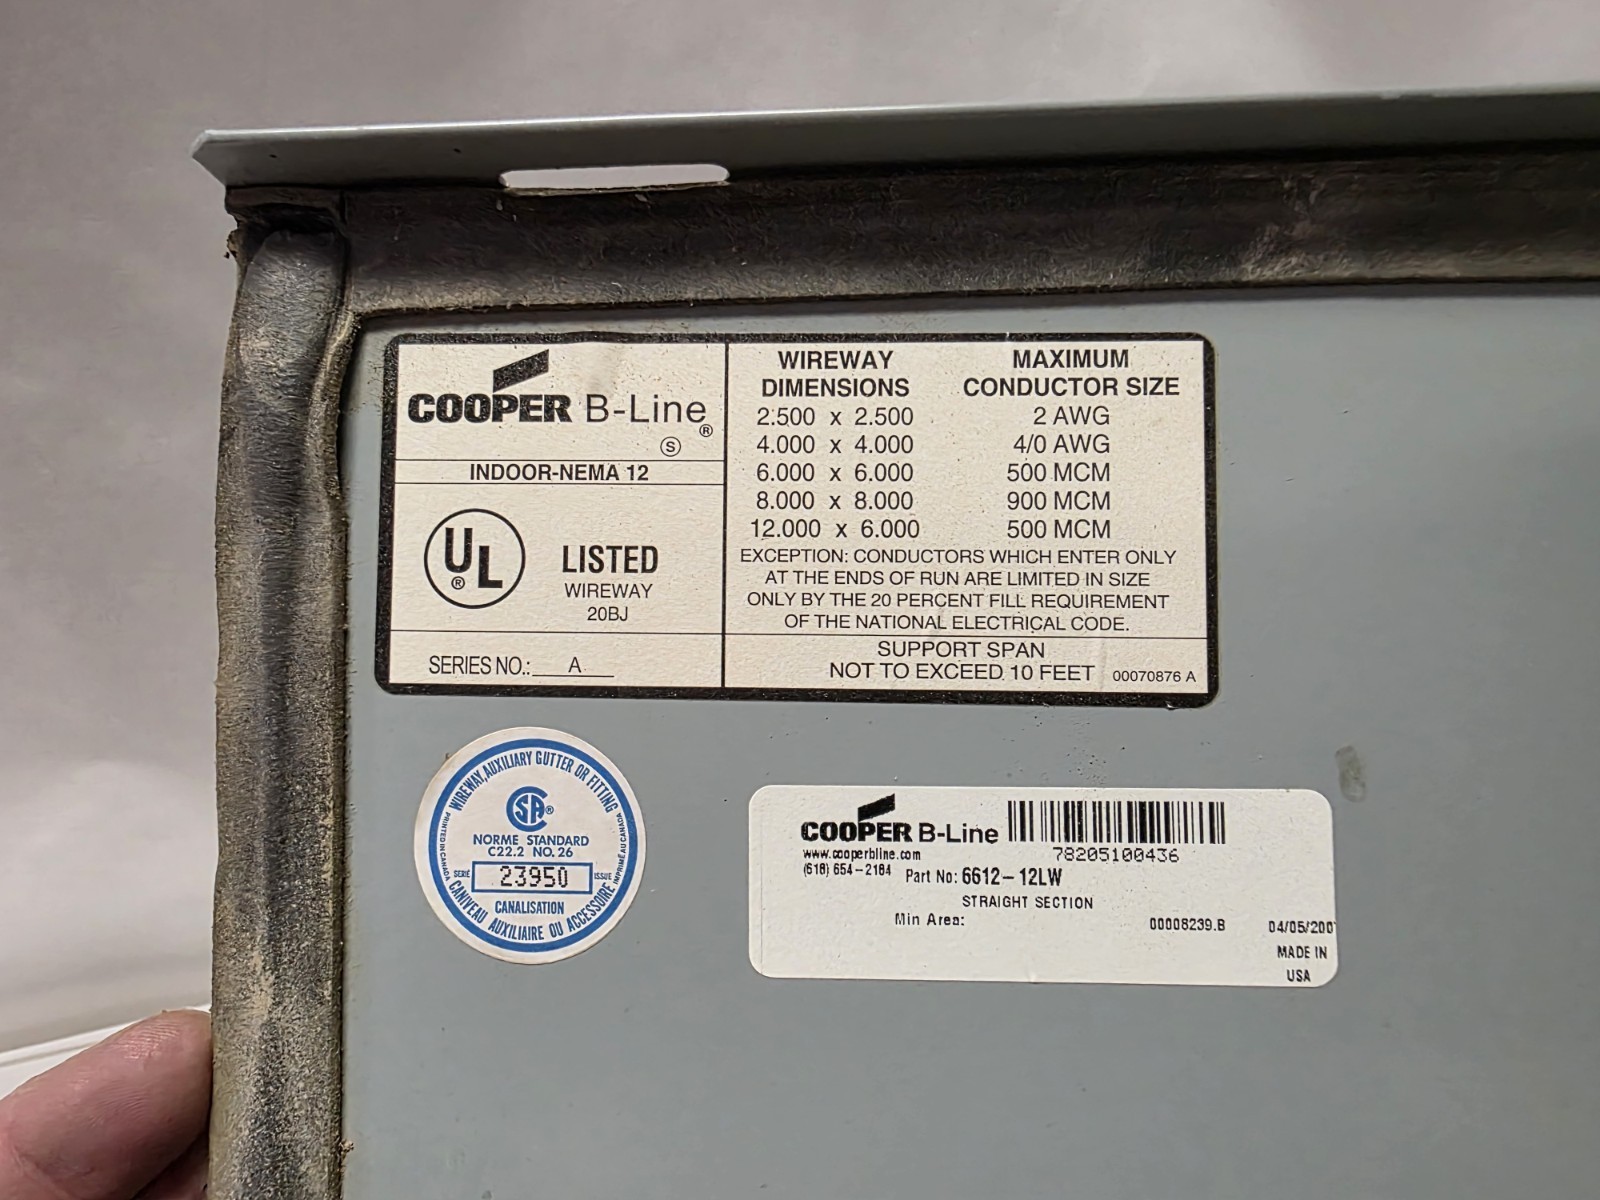 COOPER B-Line®
S
INDOOR-NEMA 12
UL®
LISTED
WIREWAY
20BJ
SERIES NO.: A
WIREWAY DIMENSIONS MAXIMUM CONDUCTOR SIZE
2.500 x 2.500 2 AWG
4.000 x 4.000 4/0 AWG
6.000 x 6.000 500 MCM
8.000 x 8.000 900 MCM
12.000 x 6.000 500 MCM
EXCEPTION: CONDUCTORS WHICH ENTER ONLY
AT THE ENDS OF RUN ARE LIMITED IN SIZE
ONLY BY THE 20 PERCENT FILL REQUIREMENT
OF THE NATIONAL ELECTRICAL CODE.
SUPPORT SPAN
NOT TO EXCEED 10 FEET 00070876 A
WIREWAY, AUXILIARY GUTTER OR FITTING
PRINTED IN CANADA
SA®
NORME STANDARD
C22.2 NO. 26
SERIE 23950 ISSUE
CANALISATION
CANIVEAU AUXILIAIRE OU ACCESSOIRE
IMPRIMÉ AU CANADA
COOPER B-Line
78205100436
www.cooperbline.com
(618) 654-2184 Part No: 6612-12LW
STRAIGHT SECTION
Min Area: 00008239.B 04/05/200
MADE IN
USA